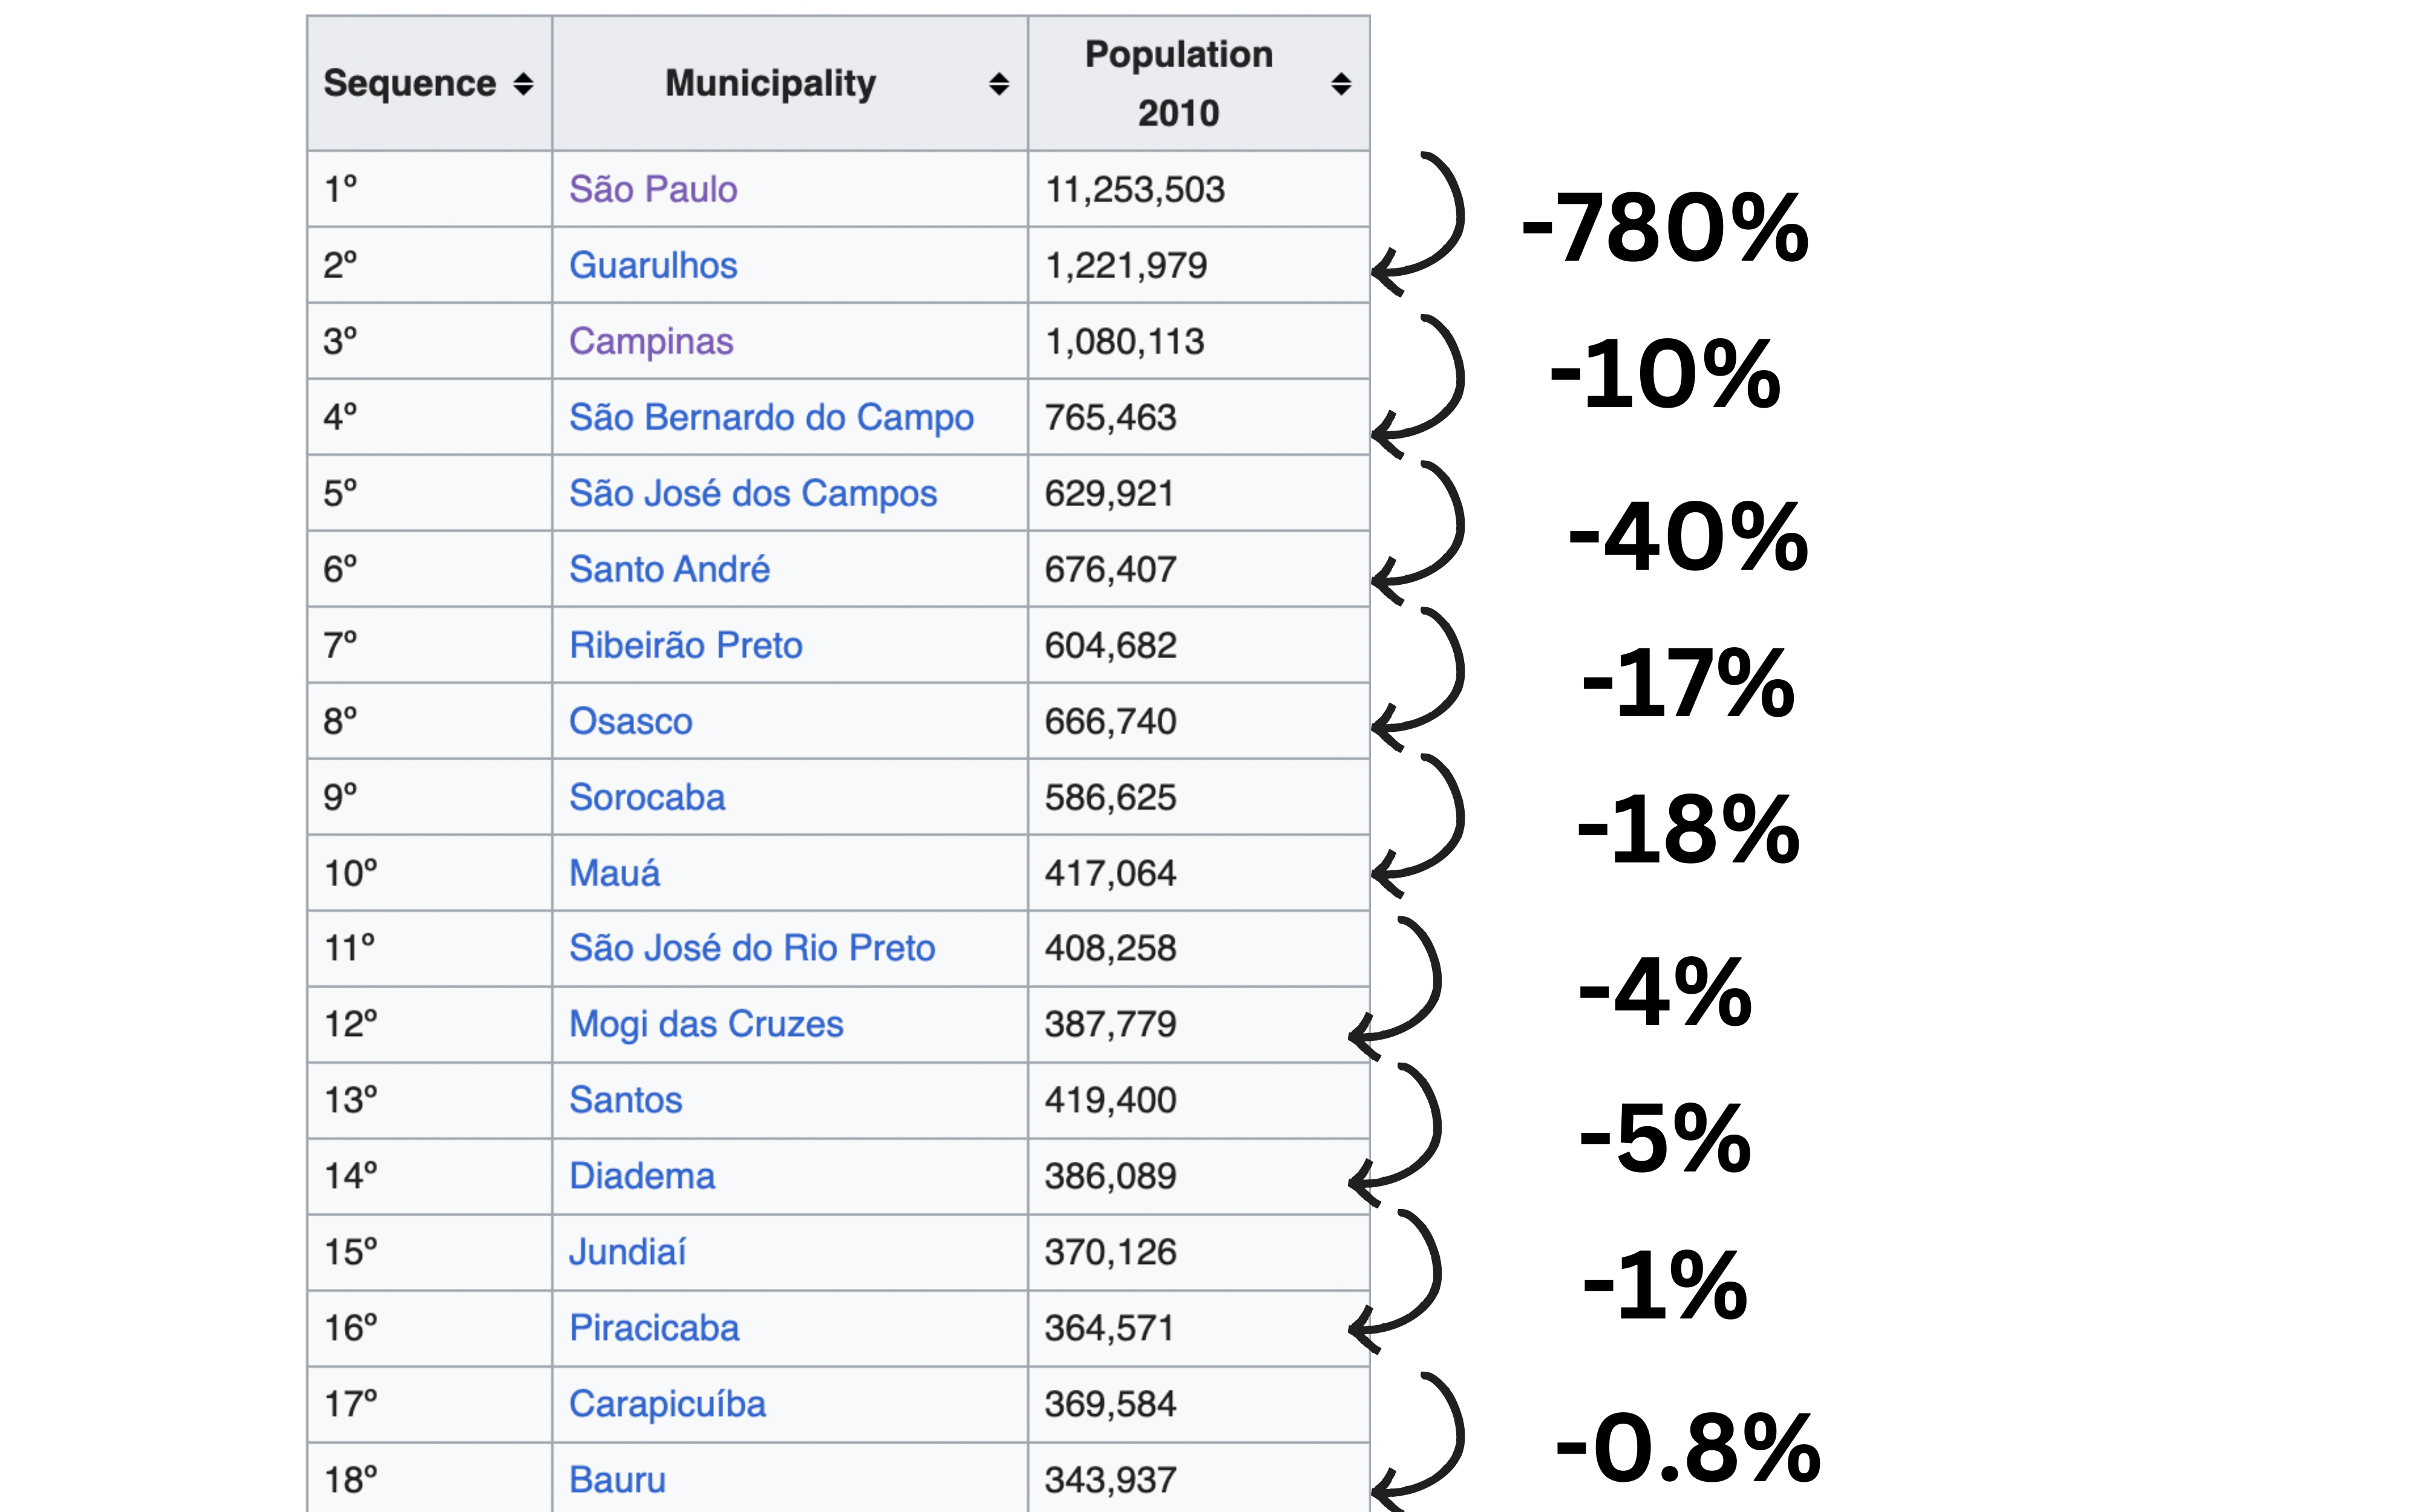 Sequence Municipality Population 2010
1º São Paulo 11,253,503
-780%
2º Guarulhos 1,221,979
3º Campinas 1,080,113
-10%
4º São Bernardo do Campo 765,463
5º São José dos Campos 629,921
-40%
6º Santo André 676,407
7º Ribeirão Preto 604,682
-17%
8º Osasco 666,740
9º Sorocaba 586,625
-18%
10º Mauá 417,064
11º São José do Rio Preto 408,258
-4%
12º Mogi das Cruzes 387,779
13º Santos 419,400
-5%
14º Diadema 386,089
15º Jundiaí 370,126
-1%
16º Piracicaba 364,571
17º Carapicuíba 369,584
-0.8%
18º Bauru 343,937